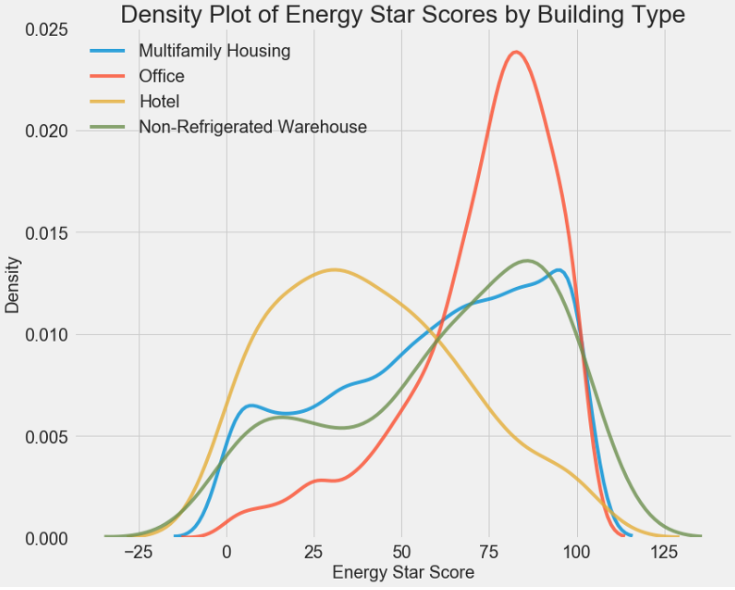 Density Plot of Energy Star Scores by Building Type
0.025
Multifamily Housing
Office
Hotel
Non-Refrigerated Warehouse
0.020
0.015
Density
0.010
0.005
0.000
−25 0 25 50 75 100 125
Energy Star Score